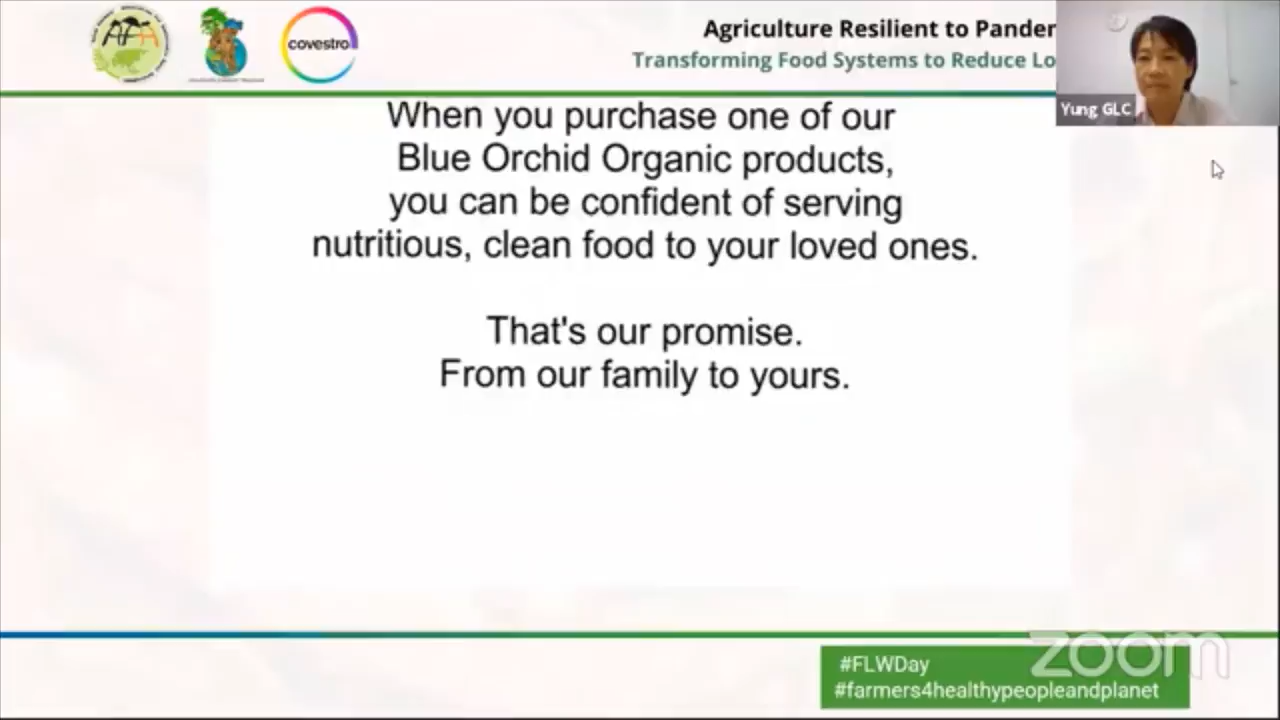 AFA
covestro
Agriculture Resilient to Pander
Transforming Food Systems to Reduce Lo
Yung GLC
When you purchase one of our
Blue Orchid Organic products,
you can be confident of serving
nutritious, clean food to your loved ones.
That's our promise.
From our family to yours.
zoom
#FLWDay
#farmers4healthypeopleandplanet